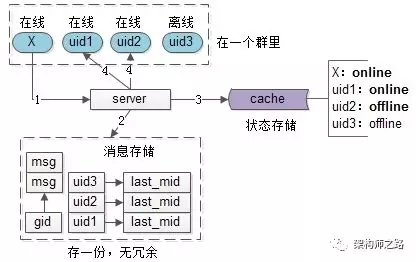 在线 在线 在线 离线
X uid1 uid2 uid3
在一个群里
4 4
1 server 3 cache
2
状态存储
X：online
uid1：online
uid2：offline
uid3：offline
消息存储
msg
msg
gid
uid3 last_mid
uid2 last_mid
uid1 last_mid
存一份，无冗余
架构师之路